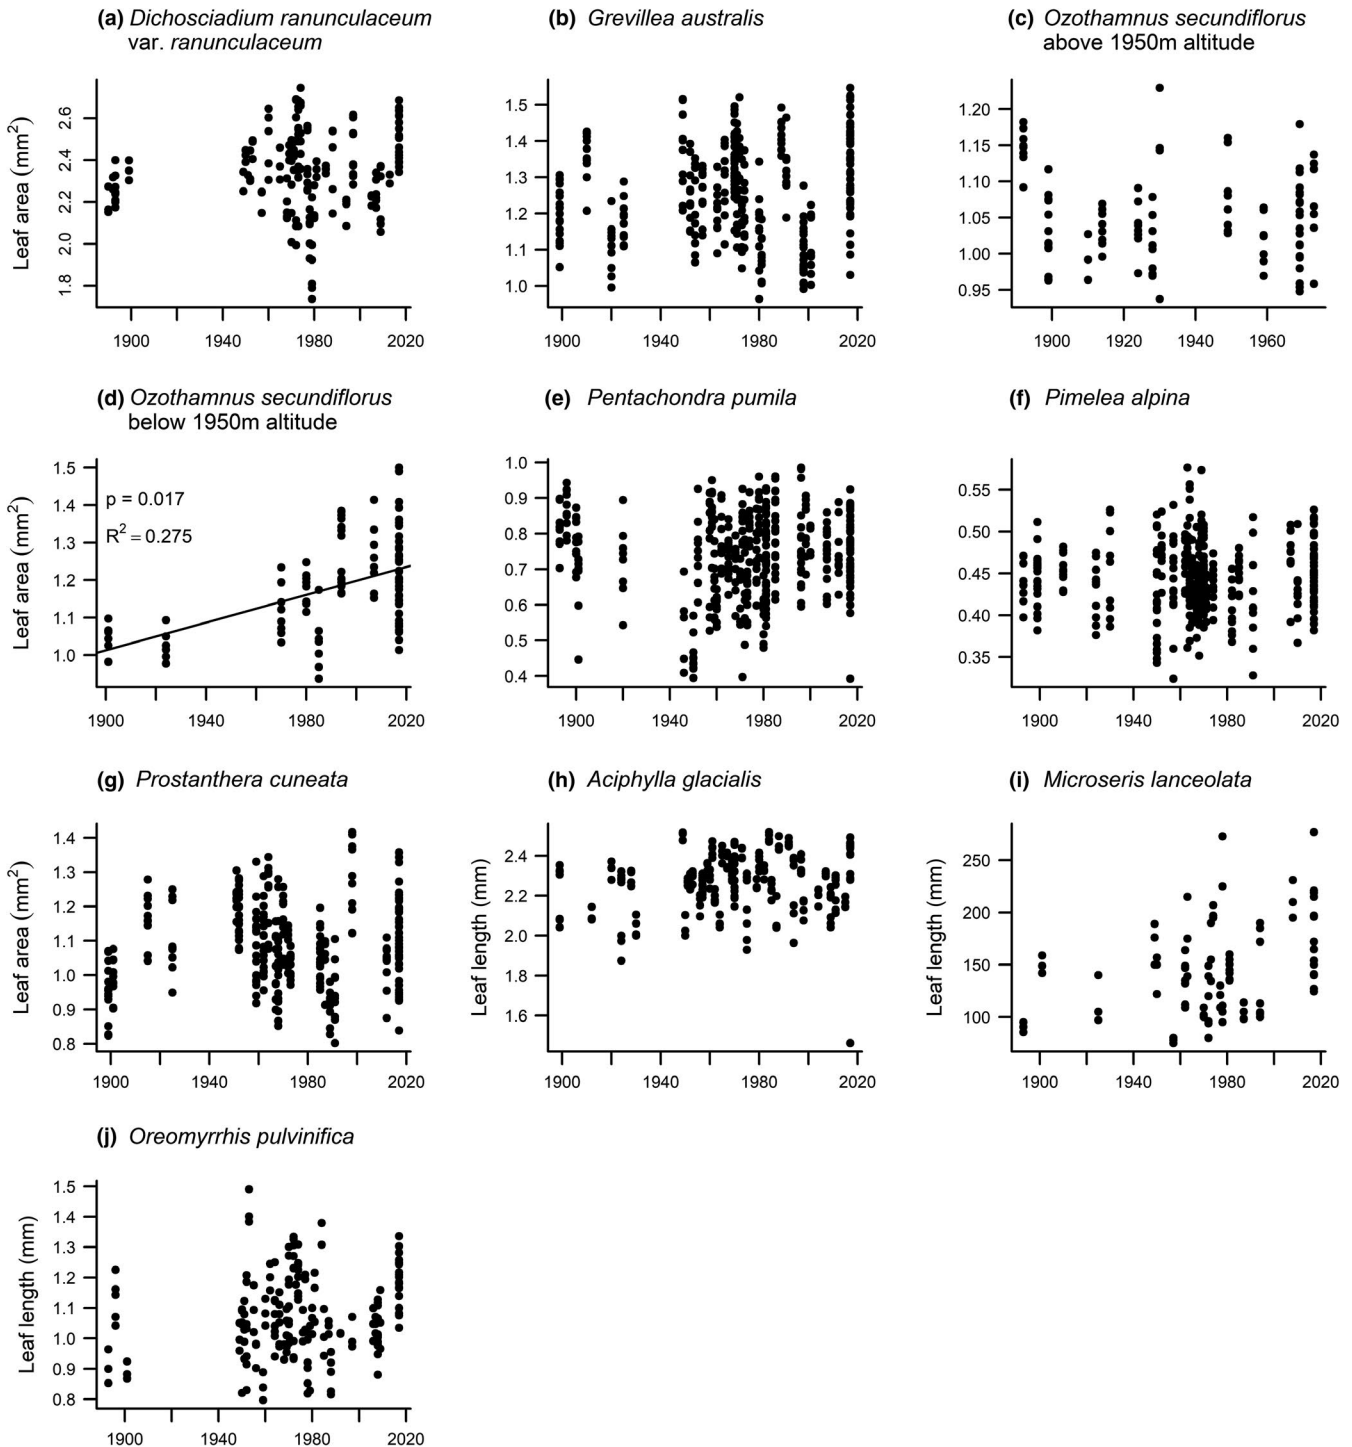 (a) Dichosciadium ranunculaceum
var. ranunculaceum
Leaf area (mm²)
2.6
2.4
2.2
2.0
1.8
1900 1940 1980 2020
(b) Grevillea australis
1.5
1.4
1.3
1.2
1.1
1.0
1900 1940 1980 2020
(c) Ozothamnus secundiflorus
above 1950m altitude
1.20
1.15
1.10
1.05
1.00
0.95
1900 1920 1940 1960
(d) Ozothamnus secundiflorus
below 1950m altitude
Leaf area (mm²)
1.5
1.4
1.3
1.2
1.1
1.0
p = 0.017
R² = 0.275
1900 1940 1980 2020
(e) Pentachondra pumila
1.0
0.9
0.8
0.7
0.6
0.5
0.4
1900 1940 1980 2020
(f) Pimelea alpina
0.55
0.50
0.45
0.40
0.35
1900 1940 1980 2020
(g) Prostanthera cuneata
Leaf area (mm²)
1.4
1.3
1.2
1.1
1.0
0.9
0.8
1900 1940 1980 2020
(h) Aciphylla glacialis
Leaf length (mm)
2.4
2.2
2.0
1.8
1.6
1900 1940 1980 2020
(i) Microseris lanceolata
Leaf length (mm)
250
200
150
100
1900 1940 1980 2020
(j) Oreomyrrhis pulvinifica
Leaf length (mm)
1.5
1.4
1.3
1.2
1.1
1.0
0.9
0.8
1900 1940 1980 2020